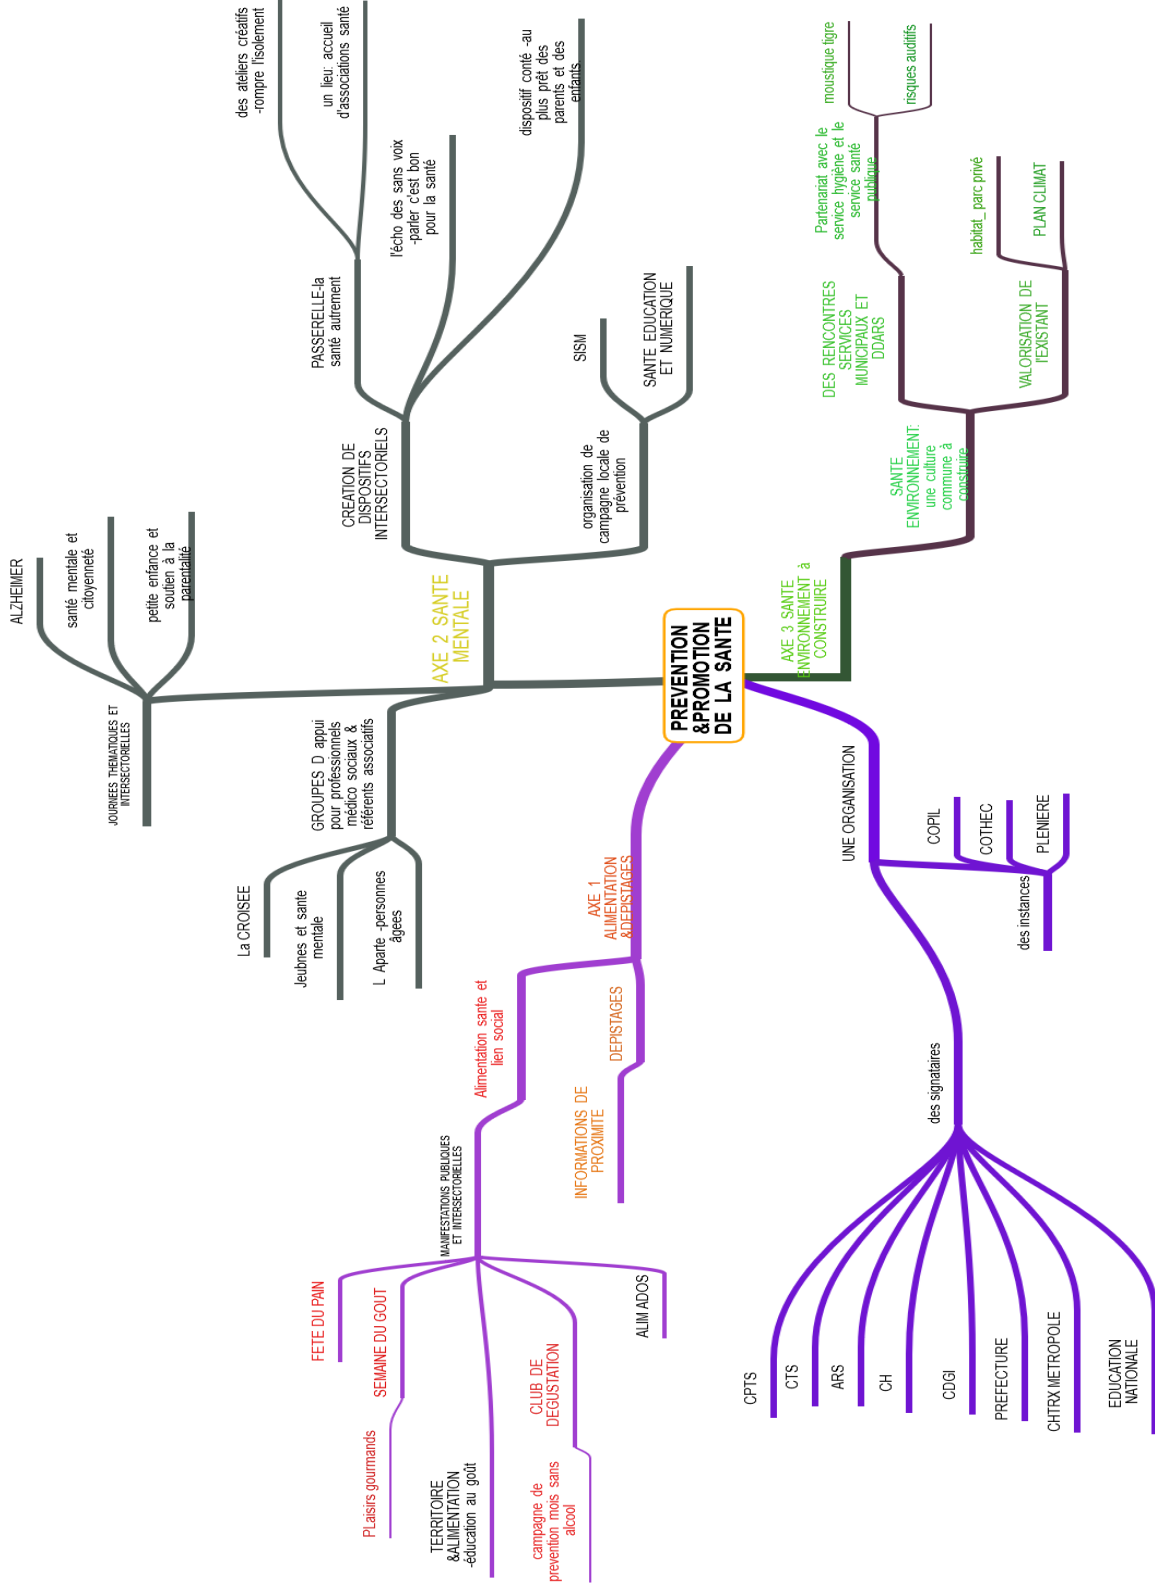 PREVENTION
&PROMOTION
DE LA SANTE
AXE 1
ALIMENTATION
&DEPISTAGES
Alimentation sante et
lien social
MANIFESTATIONS PUBLIQUES
ET INTERSECTORIELLES
FETE DU PAIN
SEMAINE DU GOUT
PLaisirs gourmands
TERRITOIRE
&ALIMENTATION
-éducation au goût
CLUB DE
DEGUSTATION
campagne de
prevention mois sans
alcool
ALIM ADOS
DEPISTAGES
INFORMATIONS DE
PROXIMITE
AXE 2 SANTE
MENTALE
GROUPES D appui
pour professionnels
médico sociaux &
référents associatifs
La CROISEE
Jeubnes et sante
mentale
L Aparte -personnes
âgees
JOURNEES THEMATIQUES ET
INTERSECTORIELLES
ALZHEIMER
santé mentale et
citoyenneté
petite enfance et
soutien à la
parentalité
CREATION DE
DISPOSITIFS
INTERSECTORIELS
PASSERELLE-la
santé autrement
des ateliers créatifs
-rompre l'isolement
un lieu: accueil
d'associations santé
l'écho des sans voix
-parler c'est bon
pour la santé
dispositif conté -au
plus prêt des
parents et des
enfants
organisation de
campagne locale de
prévention
SISM
SANTE EDUCATION
ET NUMERIQUE
AXE 3 SANTE
ENVIRONNEMENT à
CONSTRUIRE
SANTE
ENVIRONNEMENT:
une culture
commune à
construire
DES RENCONTRES
SERVICES
MUNICIPAUX ET
DDARS
Partenariat avec le
service hygiène et le
service santé
publique
moustique tigre
risques auditifs
VALORISATION DE
l'EXISTANT
habitat_ parc privé
PLAN CLIMAT
UNE ORGANISATION
des instances
COPIL
COTHEC
PLENIERE
des signataires
CPTS
CTS
ARS
CH
CDGI
PREFECTURE
CHTRX METROPOLE
EDUCATION
NATIONALE